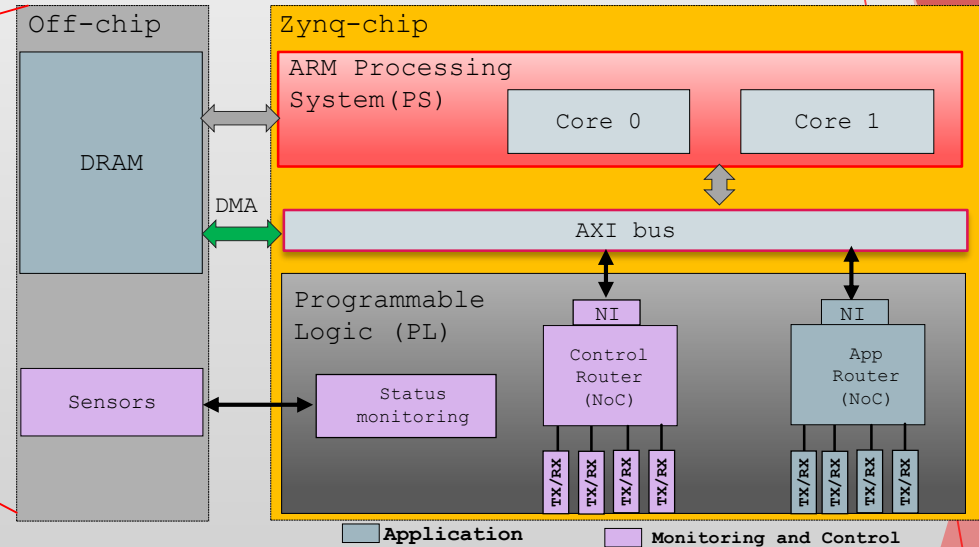 Off-chip
Zynq-chip
ARM Processing
System(PS)
Core 0
Core 1
DRAM
DMA
AXI bus
Programmable
Logic (PL)
NI
NI
Control
Router
(NoC)
App
Router
(NoC)
Sensors
Status
monitoring
TX/RX
TX/RX
TX/RX
TX/RX
TX/RX
TX/RX
TX/RX
TX/RX
Application
Monitoring and Control